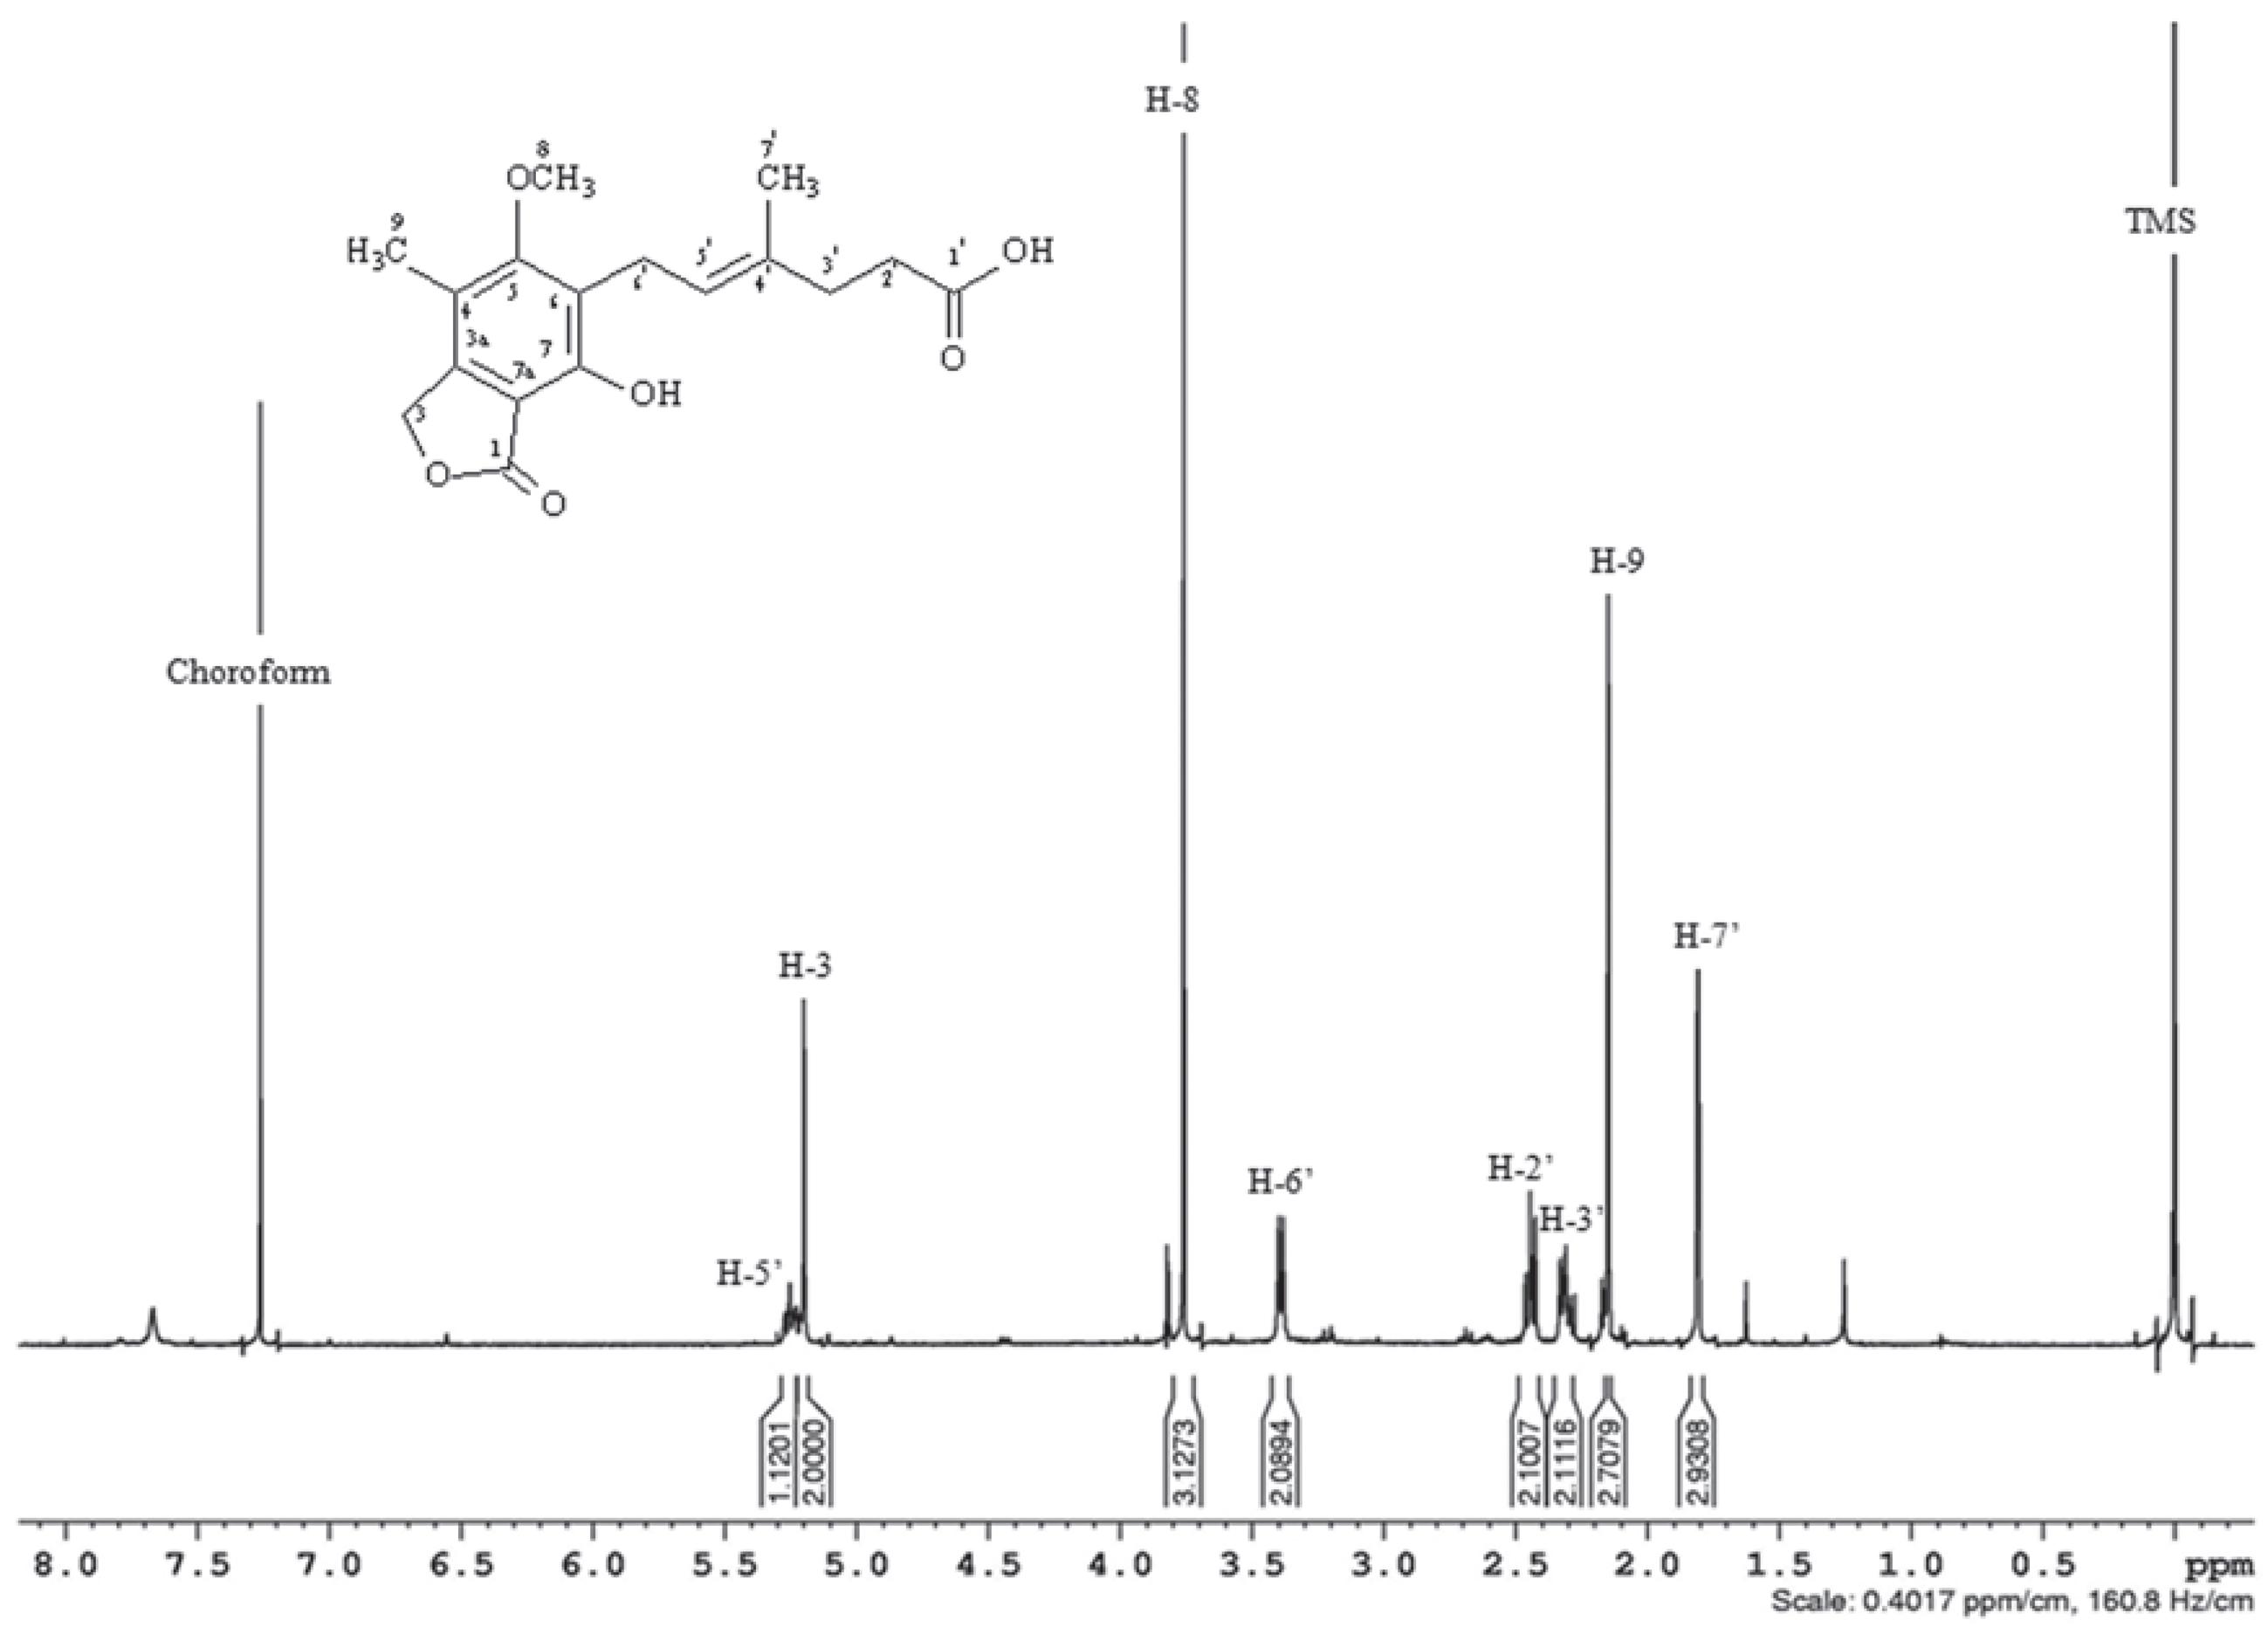 H-8
8
OCH3
7'
CH3
9
H3C
5'
3'
1'
OH
6'
4'
2'
5
6
4
3a
7
7a
OH
O
3
1
O
O
TMS
H-9
Choroform
H-7'
H-3
H-2'
H-6'
H-3'
H-5'
1.1201
2.0000
3.1273
2.0894
2.1007
2.1116
2.7079
2.9308
8.0 7.5 7.0 6.5 6.0 5.5 5.0 4.5 4.0 3.5 3.0 2.5 2.0 1.5 1.0 0.5 ppm
Scale: 0.4017 ppm/cm, 160.8 Hz/cm